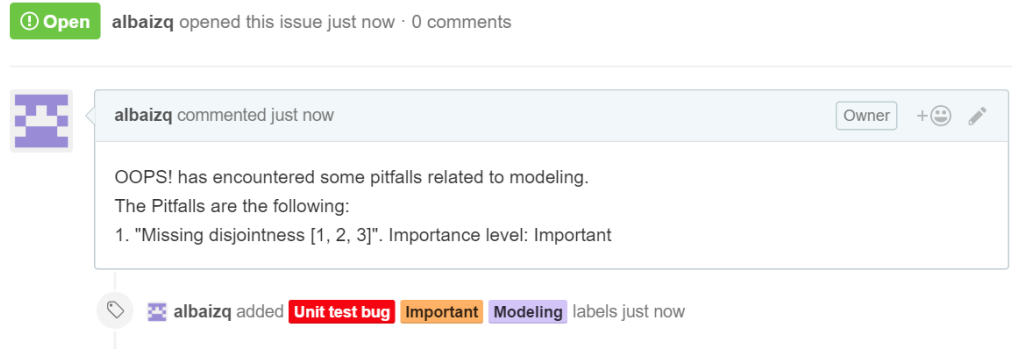 Open albaizq opened this issue just now · 0 comments
albaizq commented just now Owner
OOPS! has encountered some pitfalls related to modeling.
The Pitfalls are the following:
1. "Missing disjointness [1, 2, 3]". Importance level: Important
albaizq added Unit test bug Important Modeling labels just now